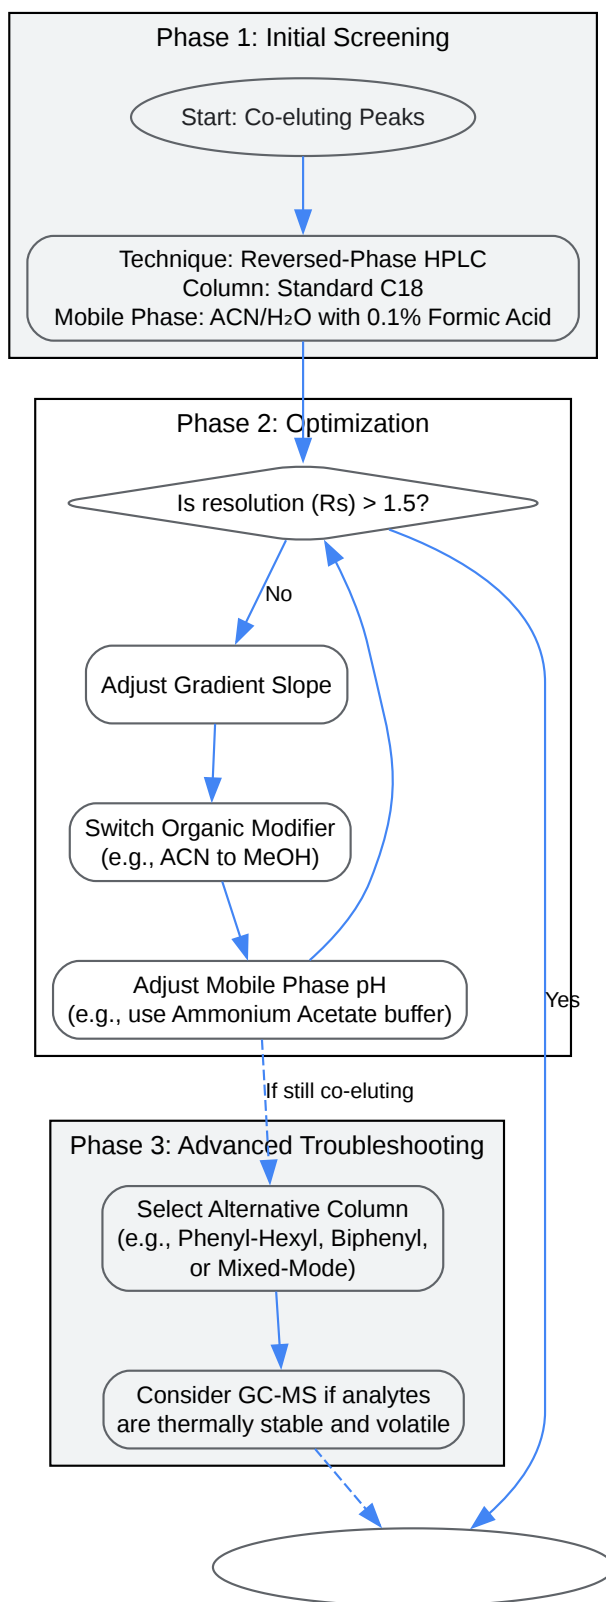 Phase 1: Initial Screening
Start: Co-eluting Peaks
Technique: Reversed-Phase HPLC
Column: Standard C18
Mobile Phase: ACN/H₂O with 0.1% Formic Acid
Phase 2: Optimization
Is resolution (Rs) > 1.5?
No
Adjust Gradient Slope
Switch Organic Modifier
(e.g., ACN to MeOH)
Adjust Mobile Phase pH
(e.g., use Ammonium Acetate buffer)
Yes
If still co-eluting
Phase 3: Advanced Troubleshooting
Select Alternative Column
(e.g., Phenyl-Hexyl, Biphenyl,
or Mixed-Mode)
Consider GC-MS if analytes
are thermally stable and volatile